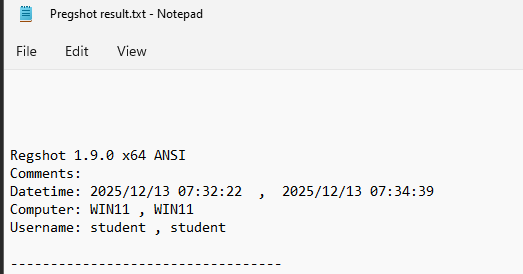 Pregshot result.txt - Notepad
File Edit View
Regshot 1.9.0 x64 ANSI
Comments:
Datetime: 2025/12/13 07:32:22  ,  2025/12/13 07:34:39
Computer: WIN11 , WIN11
Username: student , student
----------------------------------